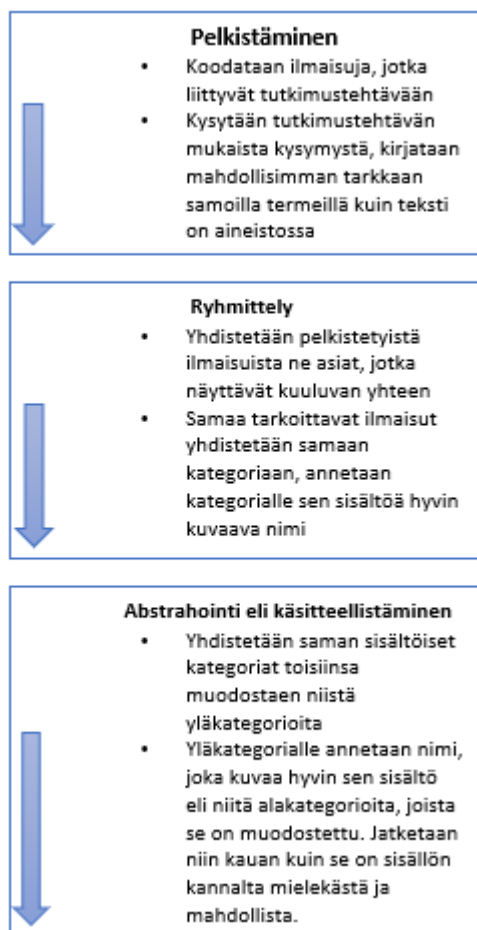 Pelkistäminen
• Koodataan ilmaisuja, jotka
liittyvät tutkimustehtävään
• Kysytään tutkimustehtävän
mukaista kysymystä, kirjataan
mahdollisimman tarkkaan
samoilla termeillä kuin teksti
on aineistossa
Ryhmittely
• Yhdistetään pelkistetyistä
ilmaisuista ne asiat, jotka
näyttävät kuuluvan yhteen
• Samaa tarkoittavat ilmaisut
yhdistetään samaan
kategoriaan, annetaan
kategorialle sen sisältöä hyvin
kuvaava nimi
Abstrahointi eli käsitteellistäminen
• Yhdistetään saman sisältöiset
kategoriat toisiinsa
muodostaen niistä
yläkategorioita
• Yläkategorialle annetaan nimi,
joka kuvaa hyvin sen sisältö
eli niitä alakategorioita, joista
se on muodostettu. Jatketaan
niin kauan kuin se on sisällön
kannalta mielekästä ja
mahdollista.